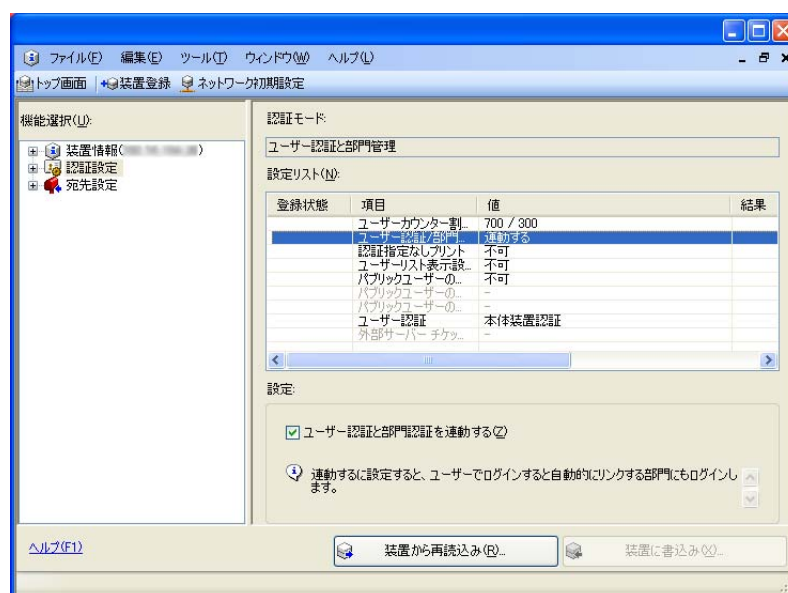 ファイル(F) 編集(E) ツール(T) ウィンドウ(W) ヘルプ(L)
トップ画面 装置登録 ネットワーク初期設定
機能選択(U):
装置情報( )
認証設定
宛先設定
認証モード:
ユーザー認証と部門管理
設定リスト(N):
登録状態 項目 値 結果
ユーザーカウンター割... 700 / 300
ユーザー認証/部門... 連動する
認証指定なしプリント 不可
ユーザーリスト表示設... 不可
パブリックユーザーの... 不可
パブリックユーザーの... -
パブリックユーザーの... -
ユーザー認証 本体装置認証
外部サーバー チケッ... -
設定:
ユーザー認証と部門認証を連動する(Z)
連動するに設定すると、ユーザーでログインすると自動的にリンクする部門にもログインし
ます。
ヘルプ(F1)
装置から再読込み(R)... 装置に書込み(X)...